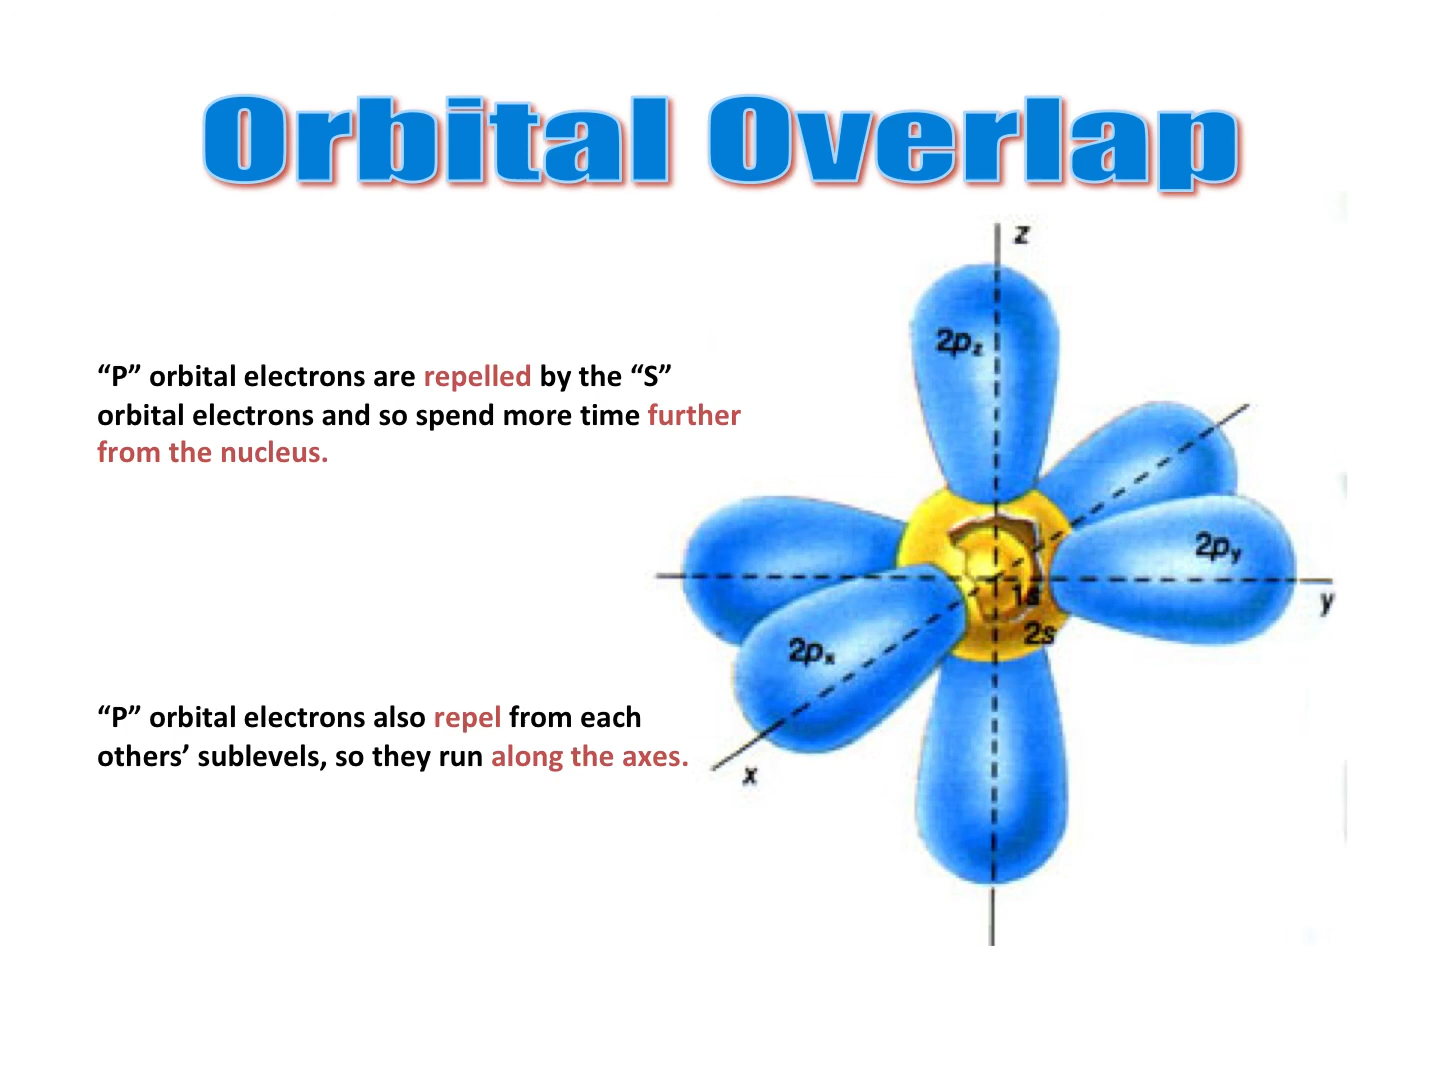 Orbital Overlap
z
2pz
“P” orbital electrons are repelled by the “S”
orbital electrons and so spend more time further
from the nucleus.
2py
1s
y
2s
2px
“P” orbital electrons also repel from each
others’ sublevels, so they run along the axes.
x